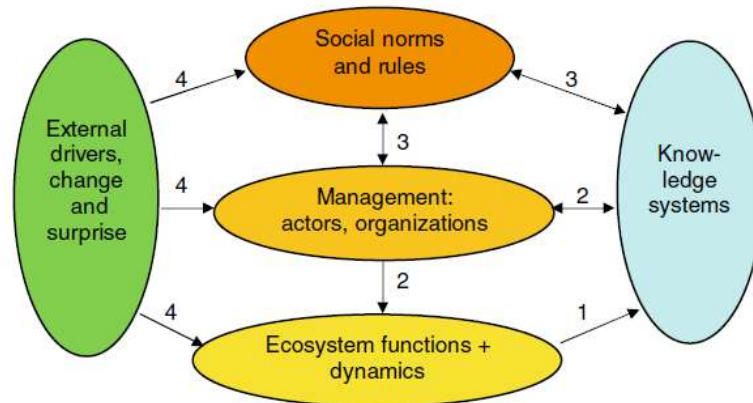 Social norms
and rules
4
3
External
drivers,
change
and
surprise
3
Know-
ledge
systems
4
Management:
actors, organizations
2
2
4
1
Ecosystem functions +
dynamics